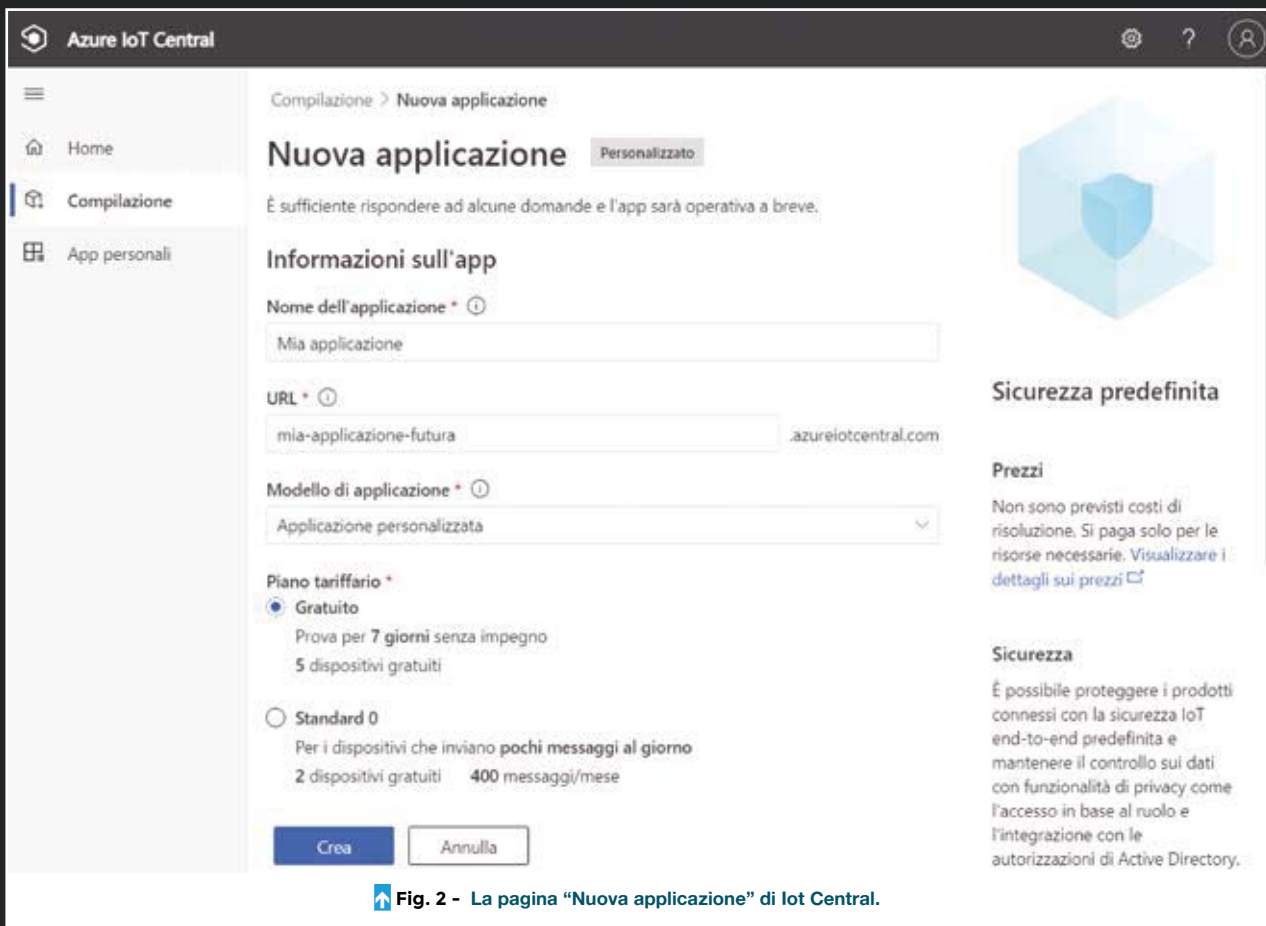 Azure IoT Central
?
Home
Compilazione
App personali
Compilazione > Nuova applicazione
Nuova applicazione Personalizzato
È sufficiente rispondere ad alcune domande e l'app sarà operativa a breve.
Informazioni sull'app
Nome dell'applicazione *
Mia applicazione
URL *
mia-applicazione-futura .azureiotcentral.com
Modello di applicazione *
Applicazione personalizzata
Piano tariffario *
Gratuito
Prova per 7 giorni senza impegno
5 dispositivi gratuiti
Standard 0
Per i dispositivi che inviano pochi messaggi al giorno
2 dispositivi gratuiti 400 messaggi/mese
Crea Annulla
Sicurezza predefinita
Prezzi
Non sono previsti costi di
risoluzione. Si paga solo per le
risorse necessarie. Visualizzare i
dettagli sui prezzi
Sicurezza
È possibile proteggere i prodotti
connessi con la sicurezza IoT
end-to-end predefinita e
mantenere il controllo sui dati
con funzionalità di privacy come
l'accesso in base al ruolo e
l'integrazione con le
autorizzazioni di Active Directory.
Fig. 2 - La pagina “Nuova applicazione” di Iot Central.